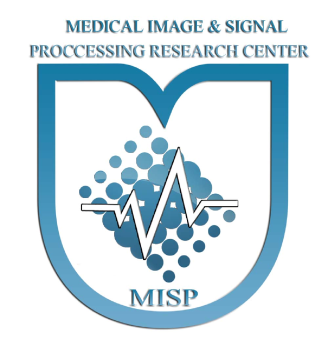 MEDICAL IMAGE & SIGNAL
PROCCESSING RESEARCH CENTER
MISP